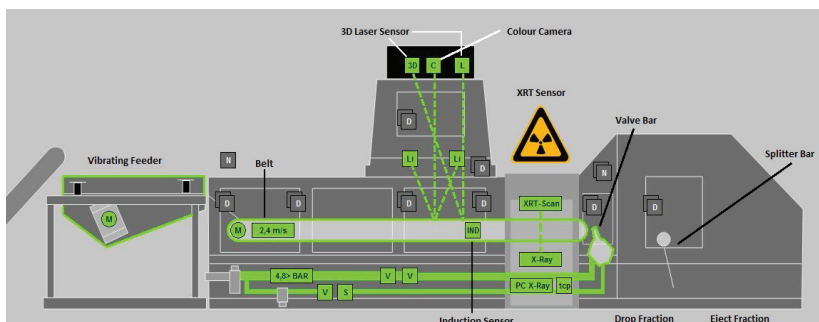 3D Laser Sensor
Colour Camera
3D
C
L
XRT Sensor
Valve Bar
D
Splitter Bar
Vibrating Feeder
N
Belt
Li
Li
D
N
D
D
D
D
D
D
M
XRT-Scan
M
2,4 m/s
IND
X-Ray
4,8> BAR
V
V
PC X-Ray
tcp
V
S
Induction Sensor
Drop Fraction
Eject Fraction